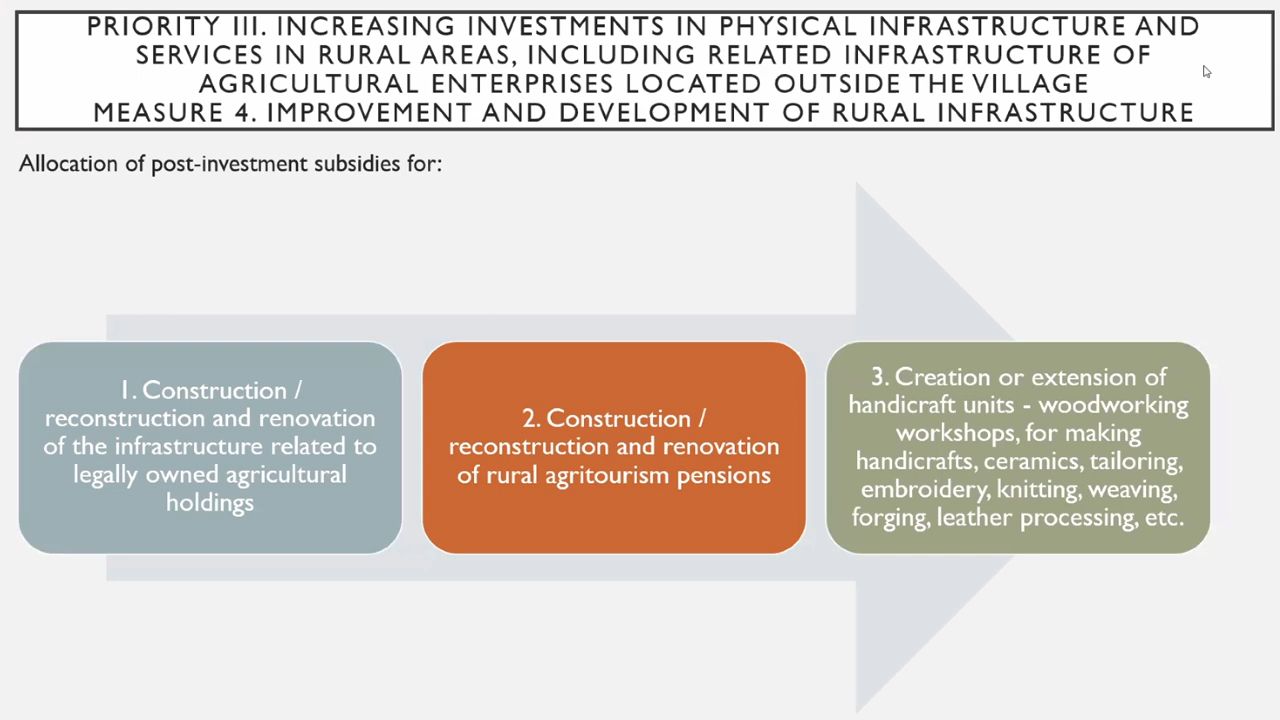 PRIORITY III. INCREASING INVESTMENTS IN PHYSICAL INFRASTRUCTURE AND
SERVICES IN RURAL AREAS, INCLUDING RELATED INFRASTRUCTURE OF
AGRICULTURAL ENTERPRISES LOCATED OUTSIDE THE VILLAGE
MEASURE 4. IMPROVEMENT AND DEVELOPMENT OF RURAL INFRASTRUCTURE
Allocation of post-investment subsidies for:
1. Construction /
reconstruction and renovation
of the infrastructure related to
legally owned agricultural
holdings
2. Construction /
reconstruction and renovation
of rural agritourism pensions
3. Creation or extension of
handicraft units - woodworking
workshops, for making
handicrafts, ceramics, tailoring,
embroidery, knitting, weaving,
forging, leather processing, etc.